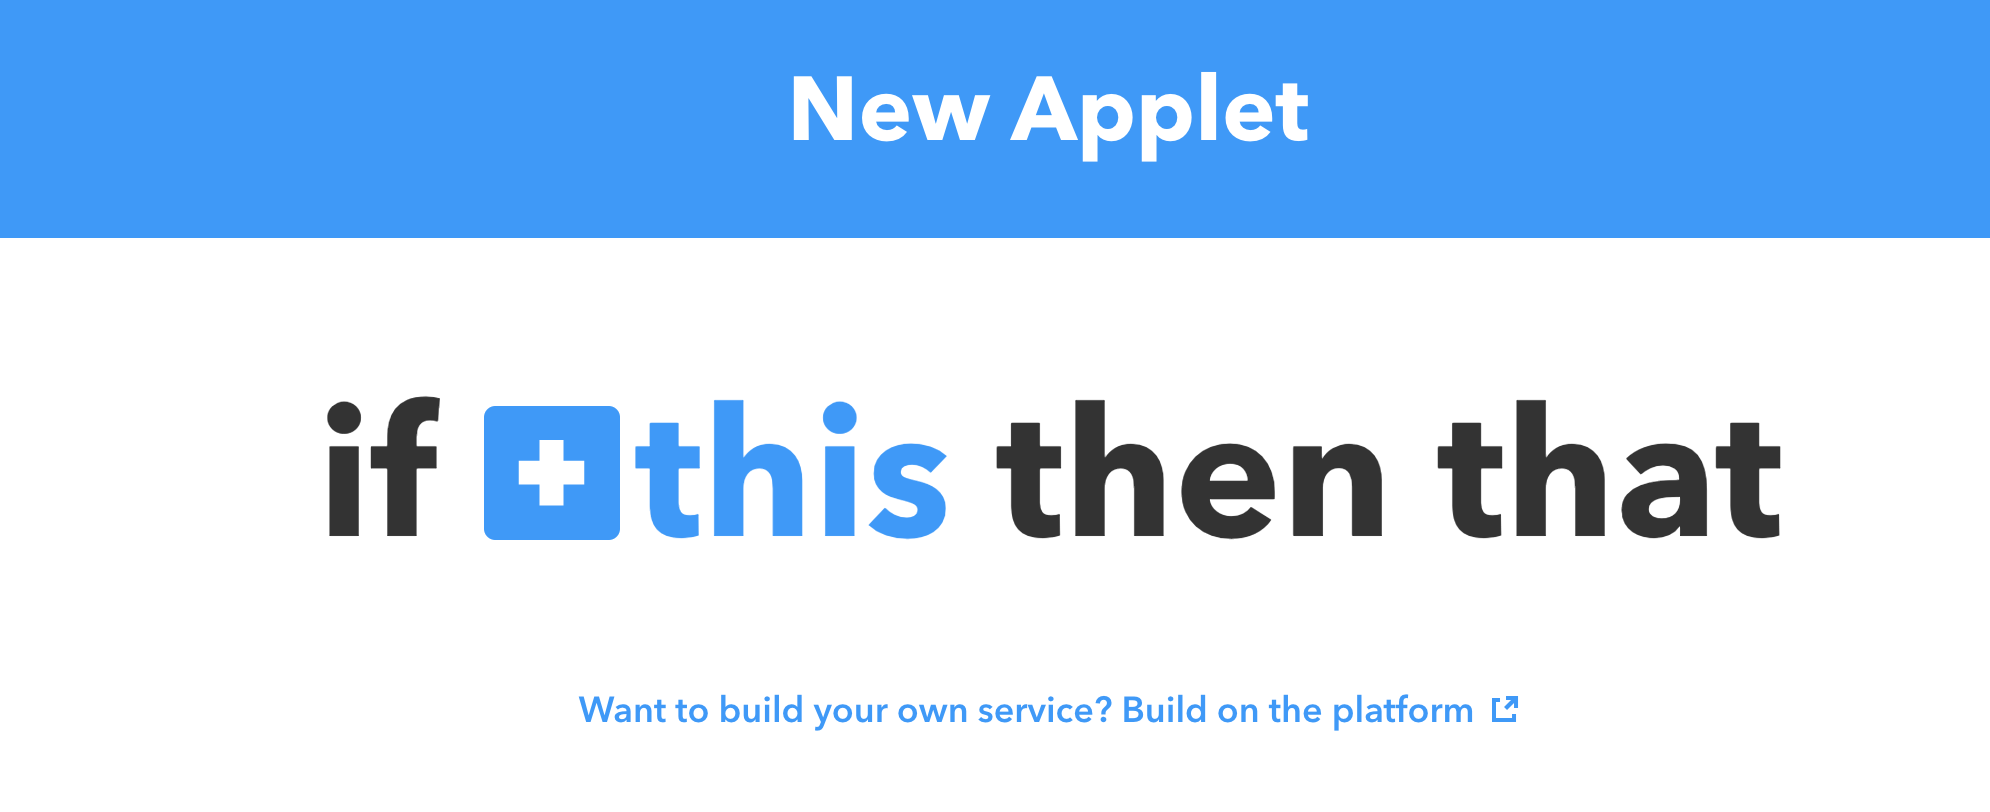 New Applet
if this then that
Want to build your own service? Build on the platform